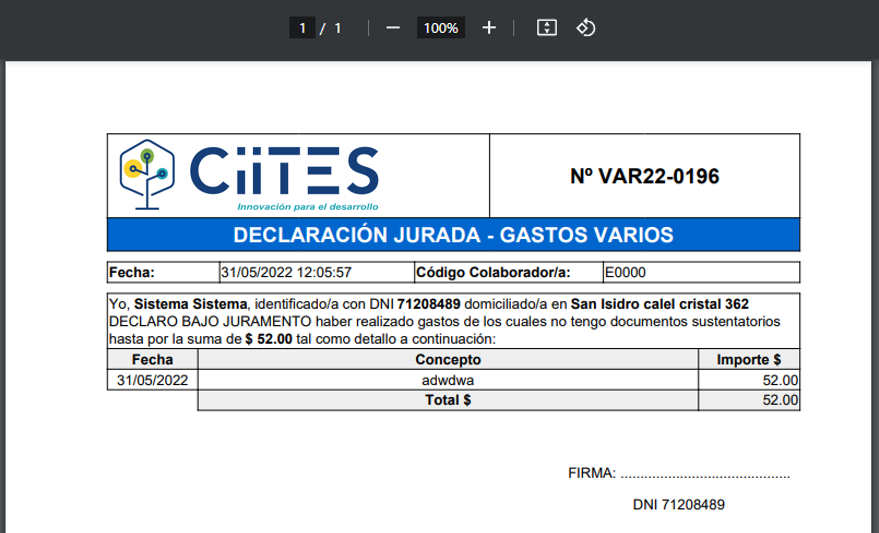 1 / 1 100%
CiiTES
Innovación para el desarrollo
Nº VAR22-0196
DECLARACIÓN JURADA - GASTOS VARIOS
Fecha: 31/05/2022 12:05:57 Código Colaborador/a: E0000
Yo, Sistema Sistema, identificado/a con DNI 71208489 domiciliado/a en San Isidro calel cristal 362
DECLARO BAJO JURAMENTO haber realizado gastos de los cuales no tengo documentos sustentatorios
hasta por la suma de $ 52.00 tal como detallo a continuación:
Fecha Concepto Importe $
31/05/2022 adwdwa 52.00
Total $ 52.00
FIRMA: ..........................................
DNI 71208489